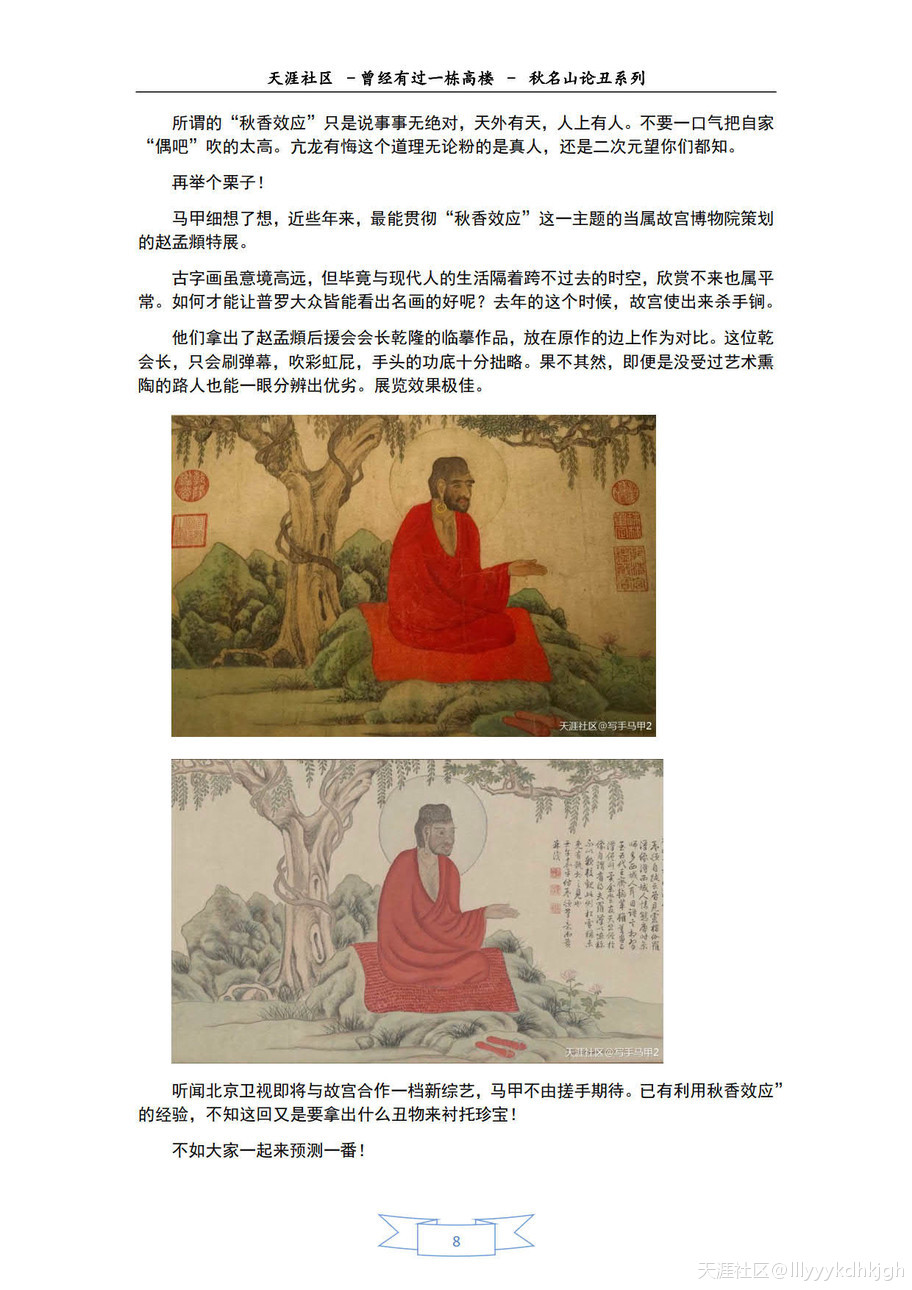 天涯社区 - 曾经有过一栋高楼 - 秋名山论丑系列
所谓的“秋香效应”只是说事事无绝对，天外有天，人上有人。不要一口气把自家
“偶吧”吹的太高。亢龙有悔这个道理无论粉的是真人，还是二次元望你们都知。
再举个栗子！
马甲细想了想，近些年来，最能贯彻“秋香效应”这一主题的当属故宫博物院策划
的赵孟頫特展。
古字画虽意境高远，但毕竟与现代人的生活隔着跨不过去的时空，欣赏不来也属平
常。如何才能让普罗大众皆能看出名画的好呢？去年的这个时候，故宫使出来杀手锏。
他们拿出了赵孟頫后援会会长乾隆的临摹作品，放在原作的边上作为对比。这位乾
会长，只会刷弹幕，吹彩虹屁，手头的功底十分拙略。果不其然，即便是没受过艺术熏
陶的路人也能一眼分辨出优劣。展览效果极佳。
天涯社区@写手马甲2
天涯社区@写手马甲2
听闻北京卫视即将与故宫合作一档新综艺，马甲不由搓手期待。已有利用秋香效应”
的经验，不知这回又是要拿出什么丑物来衬托珍宝！
不如大家一起来预测一番！
8
天涯社区@lllyyykdhkjgh